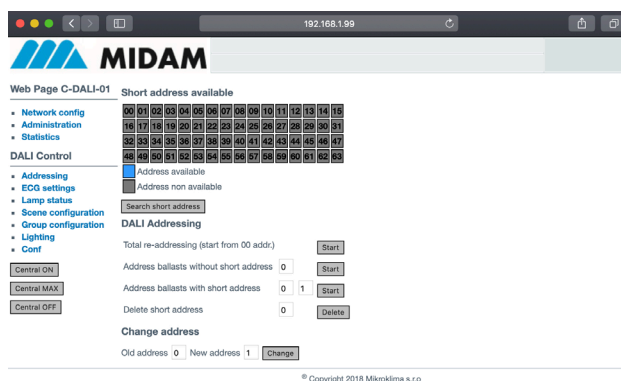 192.168.1.99
MIDAM
Web Page C-DALI-01
Network config
Administration
Statistics
DALI Control
Addressing
ECG settings
Lamp status
Scene configuration
Group configuration
Lighting
Conf
Central ON
Central MAX
Central OFF
Short address available
00 01 02 03 04 05 06 07 08 09 10 11 12 13 14 15
16 17 18 19 20 21 22 23 24 25 26 27 28 29 30 31
32 33 34 35 36 37 38 39 40 41 42 43 44 45 46 47
48 49 50 51 52 53 54 55 56 57 58 59 60 61 62 63
Address available
Address non available
Search short address
DALI Addressing
Total re-addressing (start from 00 addr.) Start
Address ballasts without short address 0 Start
Address ballasts with short address 0 1 Start
Delete short address 0 Delete
Change address
Old address 0 New address 1 Change
® Copyright 2018 Mikroklima s.r.o